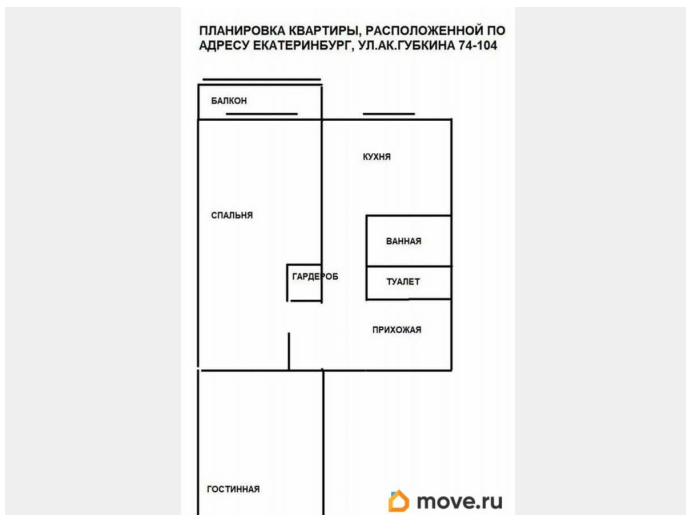 ПЛАНИРОВКА КВАРТИРЫ, РАСПОЛОЖЕННОЙ ПО
АДРЕСУ ЕКАТЕРИНБУРГ, УЛ.АК.ГУБКИНА 74-104
БАЛКОН
КУХНЯ
СПАЛЬНЯ
ВАННАЯ
ГАРДЕРОБ
ТУАЛЕТ
ПРИХОЖАЯ
ГОСТИННАЯ
move.ru